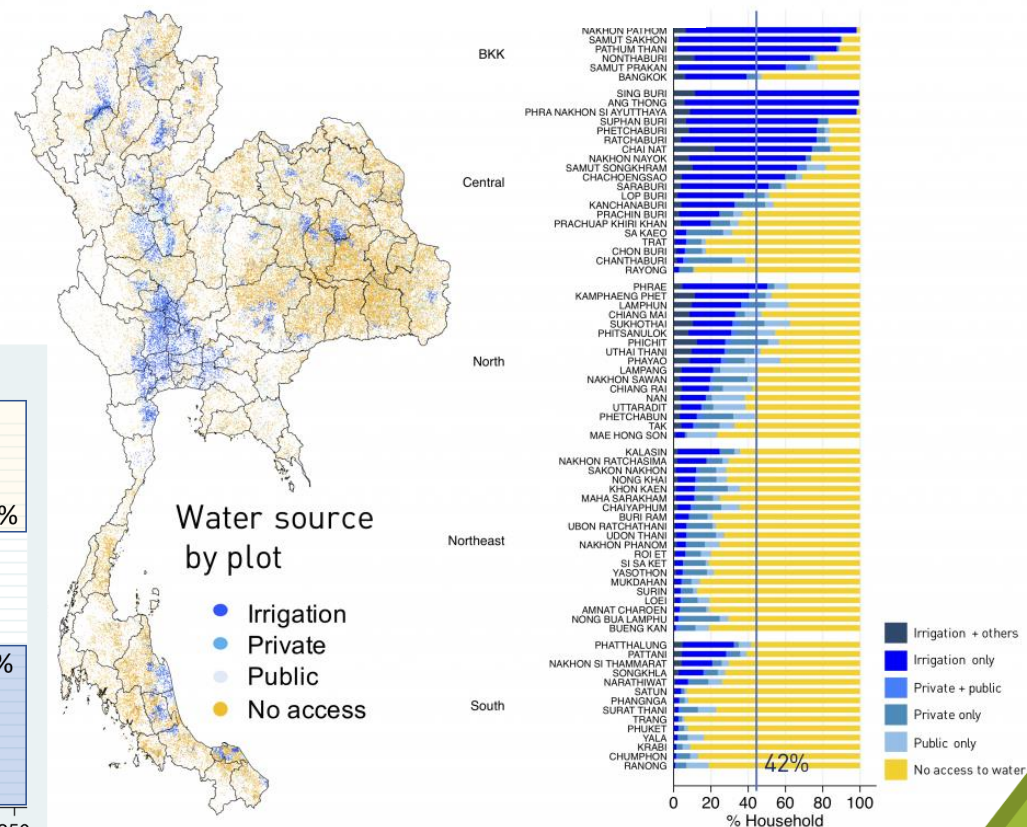 %
%
250
Water source
by plot
Irrigation
Private
Public
No access
BKK
NAKHON PATHOM
SAMUT SAKHON
PATHUM THANI
NONTHABURI
SAMUT PRAKAN
BANGKOK
Central
SING BURI
ANG THONG
PHRA NAKHON SI AYUTTHAYA
SUPHAN BURI
PHETCHABURI
RATCHABURI
CHAI NAT
NAKHON NAYOK
SAMUT SONGKHRAM
CHACHOENGSAO
SARABURI
LOP BURI
KANCHANABURI
PRACHIN BURI
PRACHUAP KHIRI KHAN
SA KAEO
TRAT
CHON BURI
CHANTHABURI
RAYONG
North
PHRAE
KAMPHAENG PHET
LAMPHUN
CHIANG MAI
SUKHOTHAI
PHITSANULOK
PHICHIT
UTHAI THANI
PHAYAO
LAMPANG
NAKHON SAWAN
CHIANG RAI
NAN
UTTARADIT
PHETCHABUN
TAK
MAE HONG SON
Northeast
KALASIN
NAKHON RATCHASIMA
SAKON NAKHON
NONG KHAI
KHON KAEN
MAHA SARAKHAM
CHAIYAPHUM
BURI RAM
UBON RATCHATHANI
UDON THANI
NAKHON PHANOM
ROI ET
SI SA KET
YASOTHON
MUKDAHAN
SURIN
LOEI
AMNAT CHAROEN
NONG BUA LAMPHU
BUENG KAN
South
PHATTHALUNG
PATTANI
NAKHON SI THAMMARAT
SONGKHLA
NARATHIWAT
SATUN
PHANGNGA
SURAT THANI
TRANG
PHUKET
YALA
KRABI
CHUMPHON
RANONG
42%
0 20 40 60 80 100
% Household
Irrigation + others
Irrigation only
Private + public
Private only
Public only
No access to water